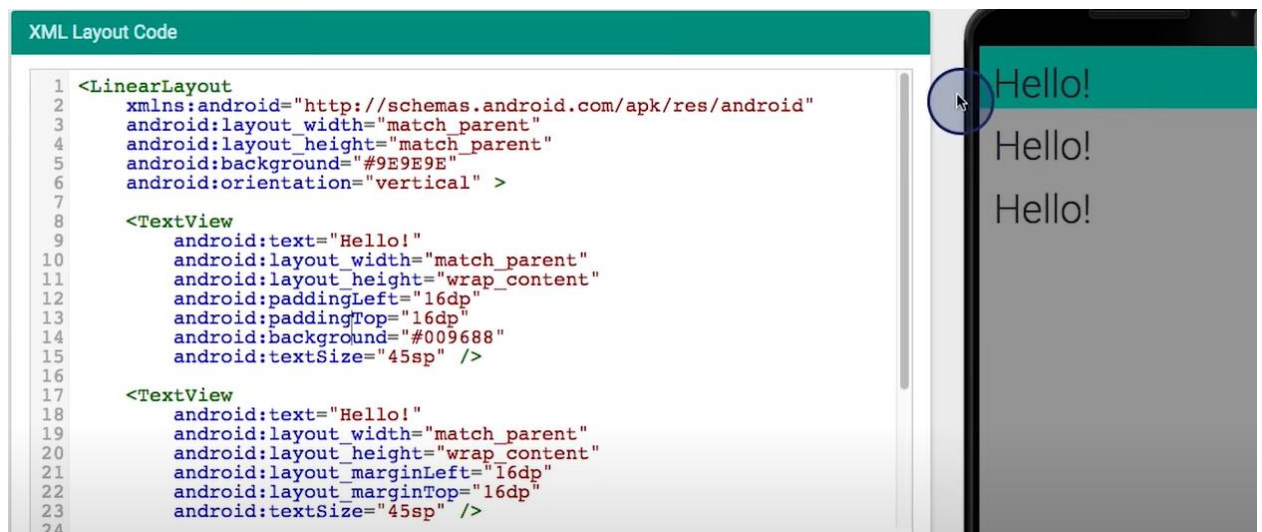 XML Layout Code
1 <LinearLayout
2 xmlns:android="http://schemas.android.com/apk/res/android"
3 android:layout_width="match_parent"
4 android:layout_height="match_parent"
5 android:background="#9E9E9E"
6 android:orientation="vertical" >
7
8 <TextView
9 android:text="Hello!"
10 android:layout_width="match_parent"
11 android:layout_height="wrap_content"
12 android:paddingLeft="16dp"
13 android:paddingTop="16dp"
14 android:background="#009688"
15 android:textSize="45sp" />
16
17 <TextView
18 android:text="Hello!"
19 android:layout_width="match_parent"
20 android:layout_height="wrap_content"
21 android:layout_marginLeft="16dp"
22 android:layout_marginTop="16dp"
23 android:textSize="45sp" />
24
Hello!
Hello!
Hello!